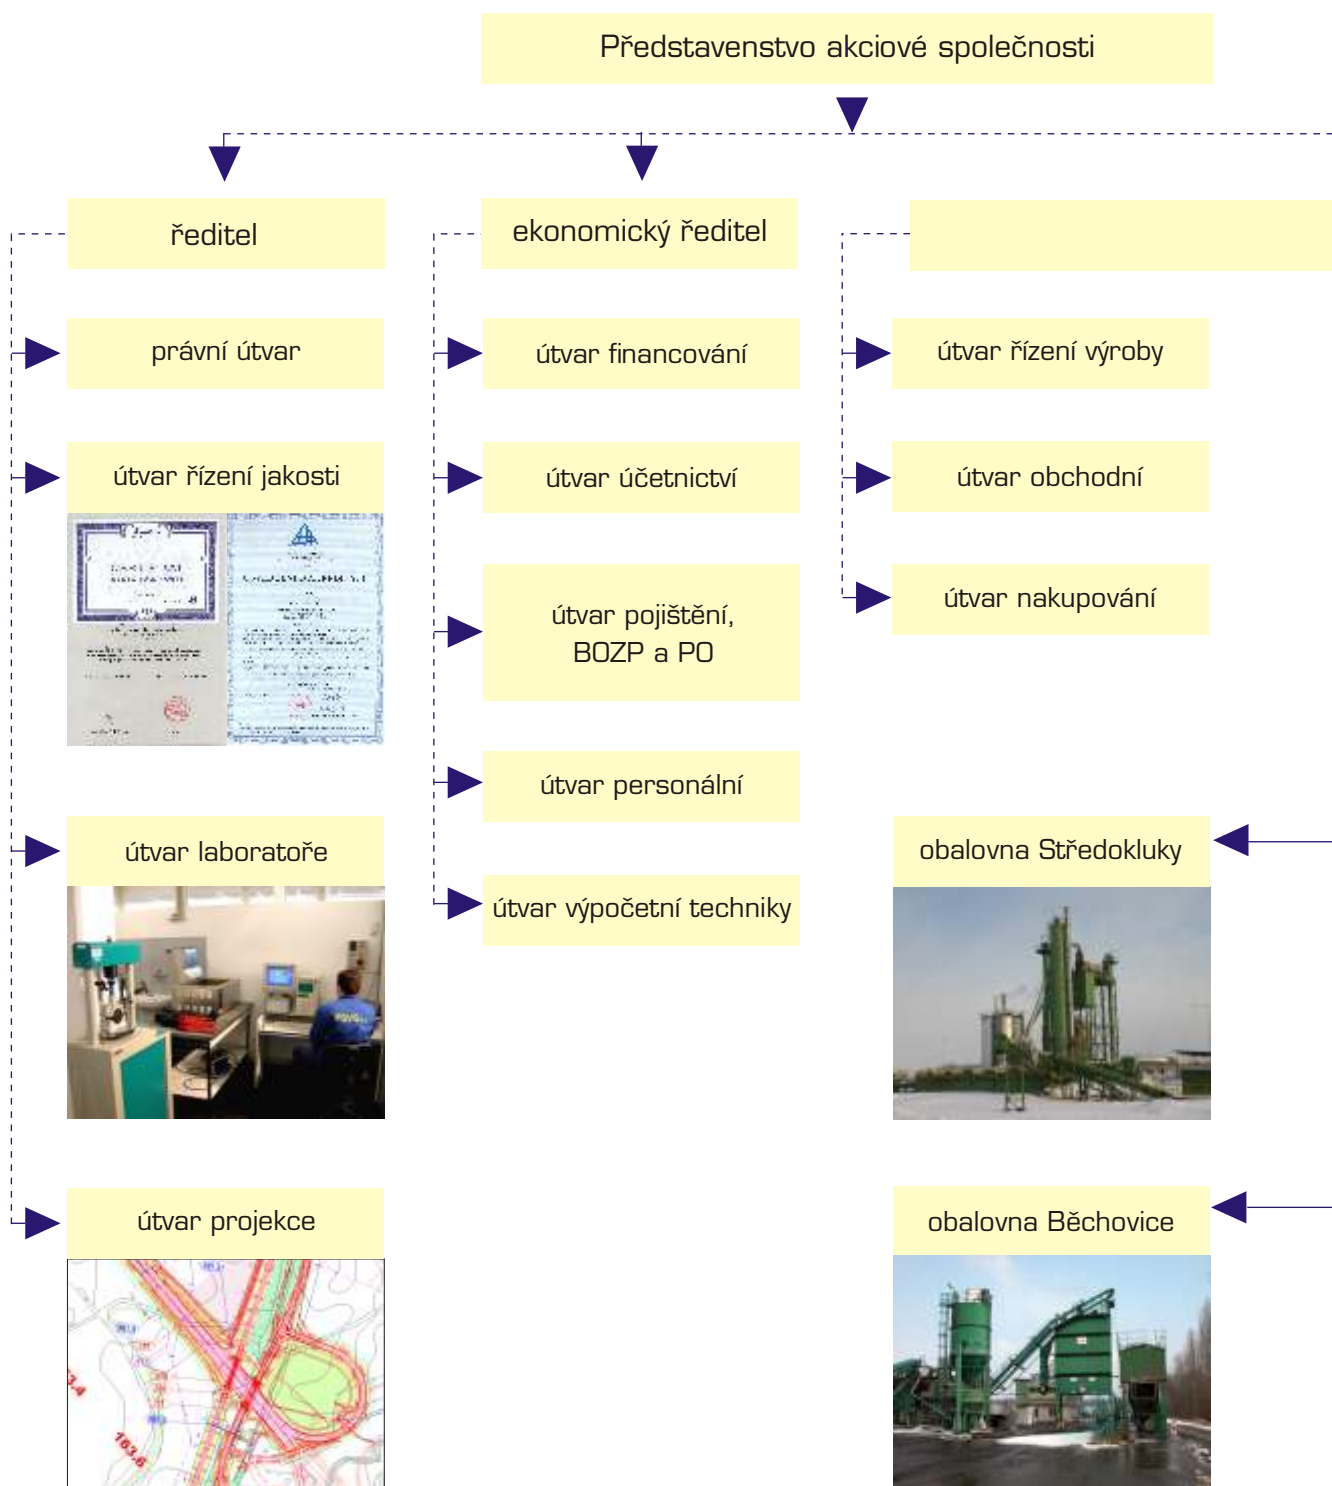 Představenstvo akciové společnosti
ředitel
ekonomický ředitel
právní útvar
útvar financování
útvar řízení výroby
útvar řízení jakosti
útvar účetnictví
útvar obchodní
útvar pojištění,
BOZP a PO
útvar nakupování
útvar personální
útvar laboratoře
obalovna Středokluky
útvar výpočetní techniky
útvar projekce
obalovna Běchovice
163.6